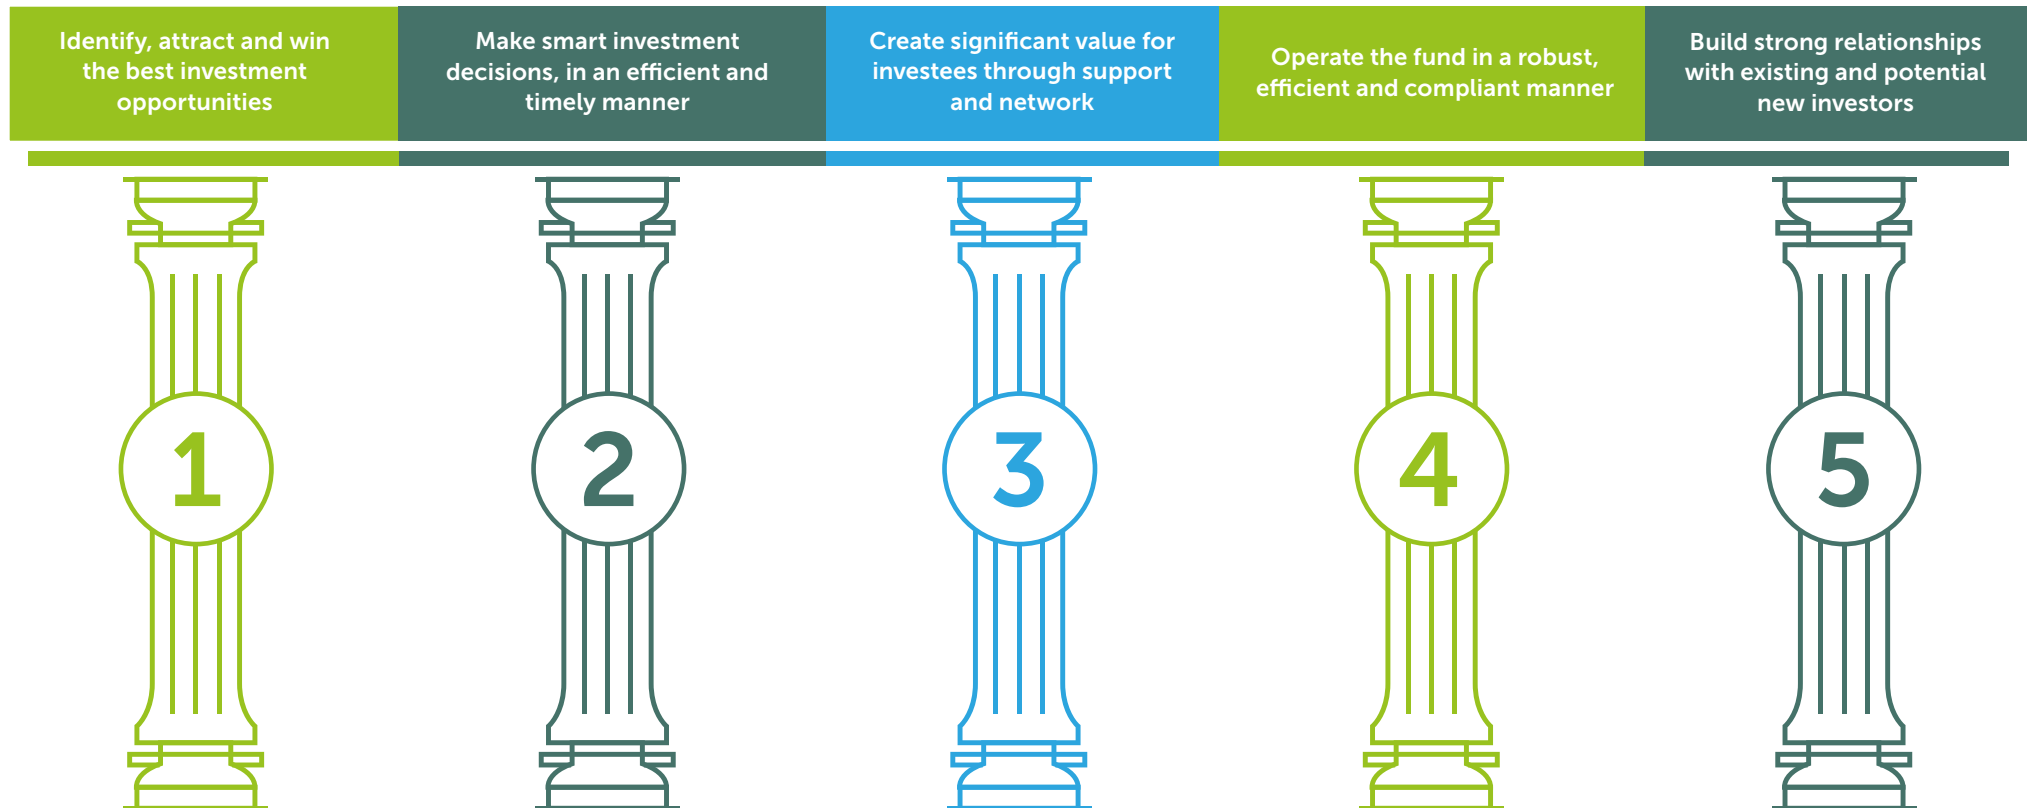 Identify, attract and win
the best investment
opportunities
Make smart investment
decisions, in an efficient and
timely manner
Create significant value for
investees through support
and network
Operate the fund in a robust,
efficient and compliant manner
Build strong relationships
with existing and potential
new investors
1
2
3
4
5